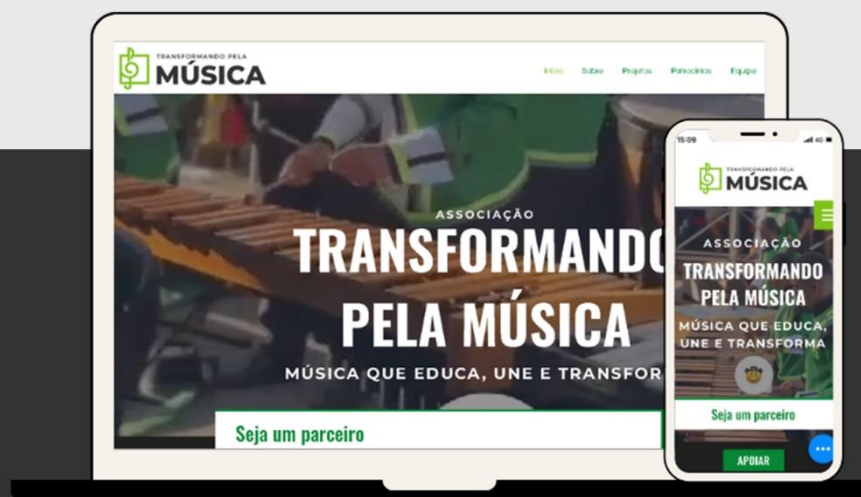 TRANSFORMANDO PELA
MÚSICA
Início Sobre Projetos Patrocínios Equipe
ASSOCIAÇÃO
TRANSFORMANDO
PELA MÚSICA
MÚSICA QUE EDUCA, UNE E TRANSFOR
Seja um parceiro
15:09 4G
TRANSFORMANDO PELA
MÚSICA
ASSOCIAÇÃO
TRANSFORMANDO
PELA MÚSICA
MÚSICA QUE EDUCA,
UNE E TRANSFORMA
Seja um parceiro
APOIAR